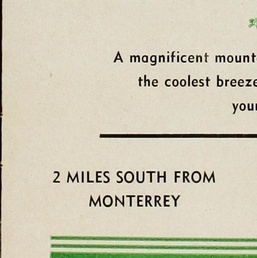 A magnificent mount
the coolest breeze
your
2 MILES SOUTH FROM
MONTERREY